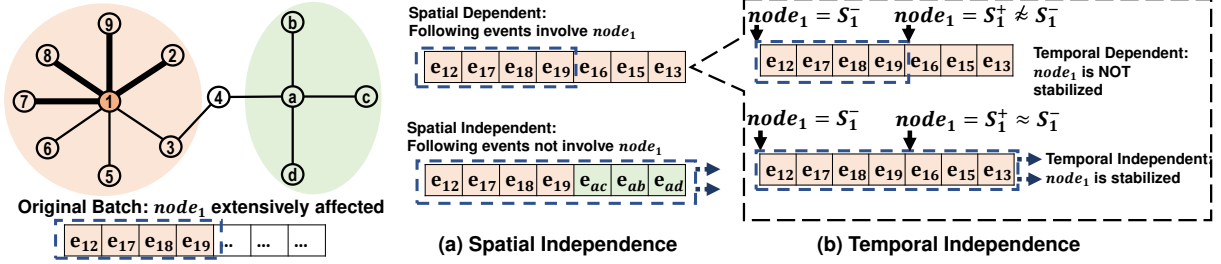 9
8
2
7
1
6
3
5
4
b
a
c
d
Original Batch: node₁ extensively affected
e₁₂ e₁₇ e₁₈ e₁₉ .. ... ...
Spatial Dependent:
Following events involve node₁
e₁₂ e₁₇ e₁₈ e₁₉ e₁₆ e₁₅ e₁₃
Spatial Independent:
Following events not involve node₁
e₁₂ e₁₇ e₁₈ e₁₉ e_ac e_ab e_ad
(a) Spatial Independence
node₁ = S₁⁻ node₁ = S₁⁺ ≉ S₁⁻
e₁₂ e₁₇ e₁₈ e₁₉ e₁₆ e₁₅ e₁₃
Temporal Dependent:
node₁ is NOT
stabilized
node₁ = S₁⁻ node₁ = S₁⁺ ≈ S₁⁻
e₁₂ e₁₇ e₁₈ e₁₉ e₁₆ e₁₅ e₁₃
Temporal Independent:
node₁ is stabilized
(b) Temporal Independence